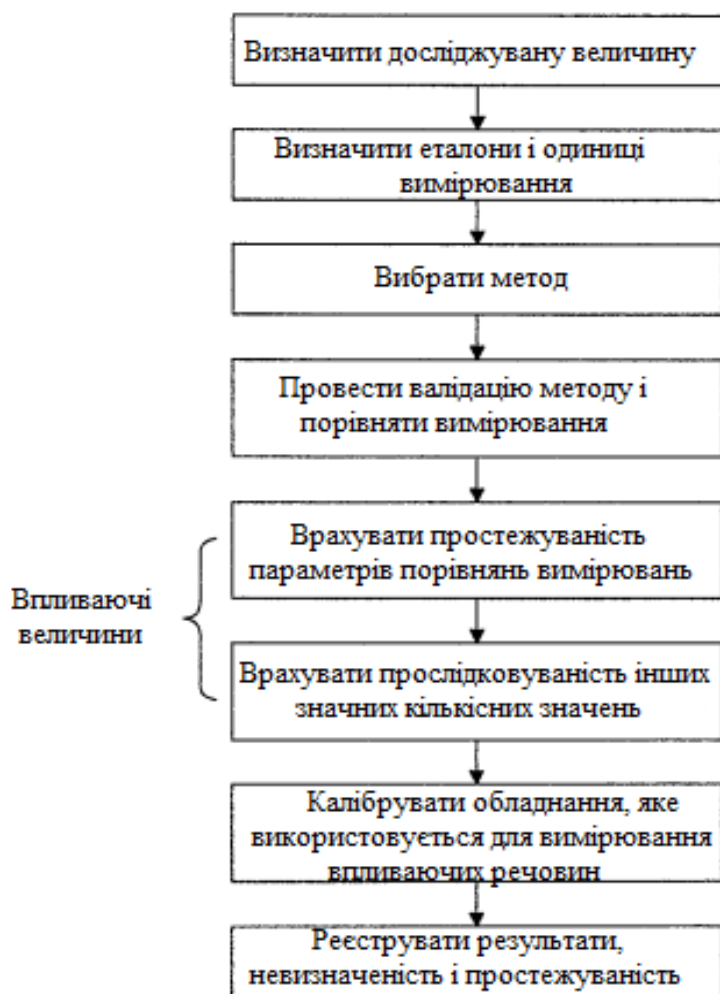 Визначити досліджувану величину
Визначити еталони і одиниці
вимірювання
Вибрати метод
Провести валідацію методу і
порівняти вимірювання
Врахувати простежуваність
параметрів порівнянь вимірювань
Впливаючі
величини
Врахувати прослідковуваність інших
значних кількісних значень
Калібрувати обладнання, яке
використовується для вимірювання
впливаючих речовин
Реєструвати результати,
невизначеність і простежуваність